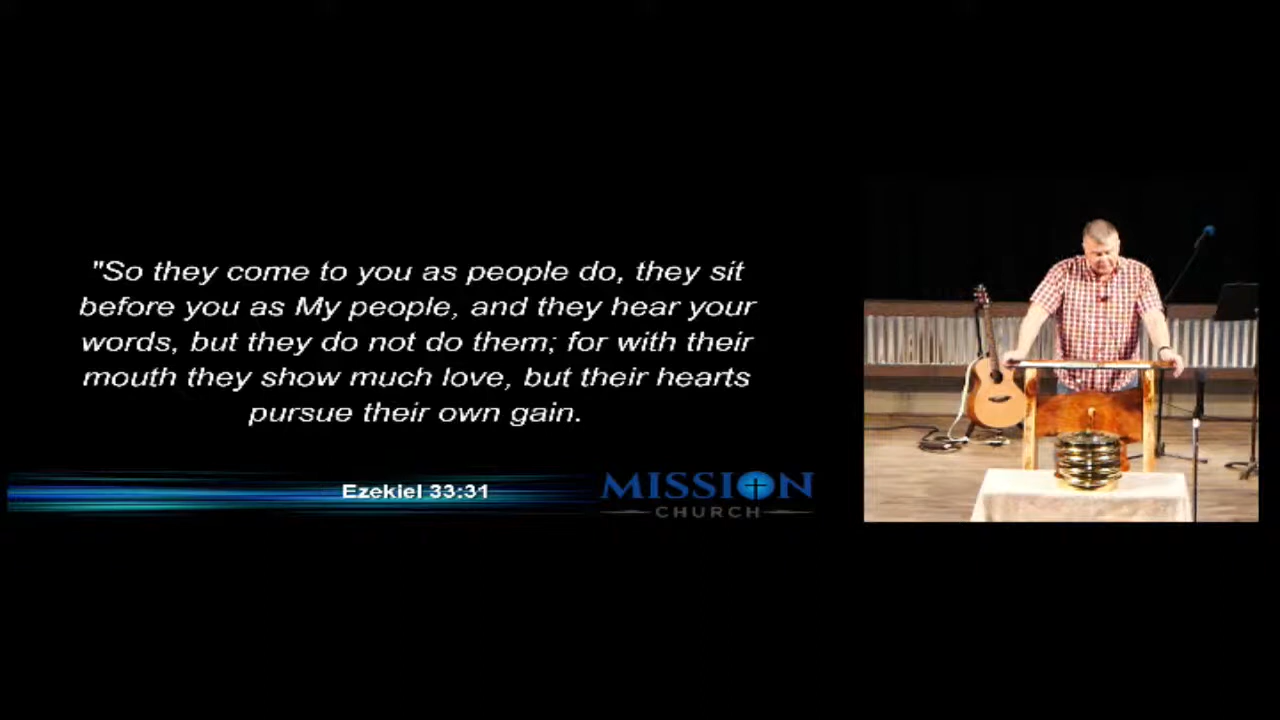 "So they come to you as people do, they sit
before you as My people, and they hear your
words, but they do not do them; for with their
mouth they show much love, but their hearts
pursue their own gain.
Ezekiel 33:31
MISSION
CHURCH